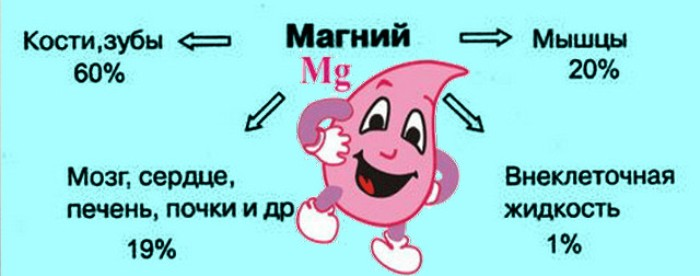 Магний
Mg
Кости,зубы
60%
Мышцы
20%
Мозг, сердце,
печень, почки и др
19%
Внеклеточная
жидкость
1%